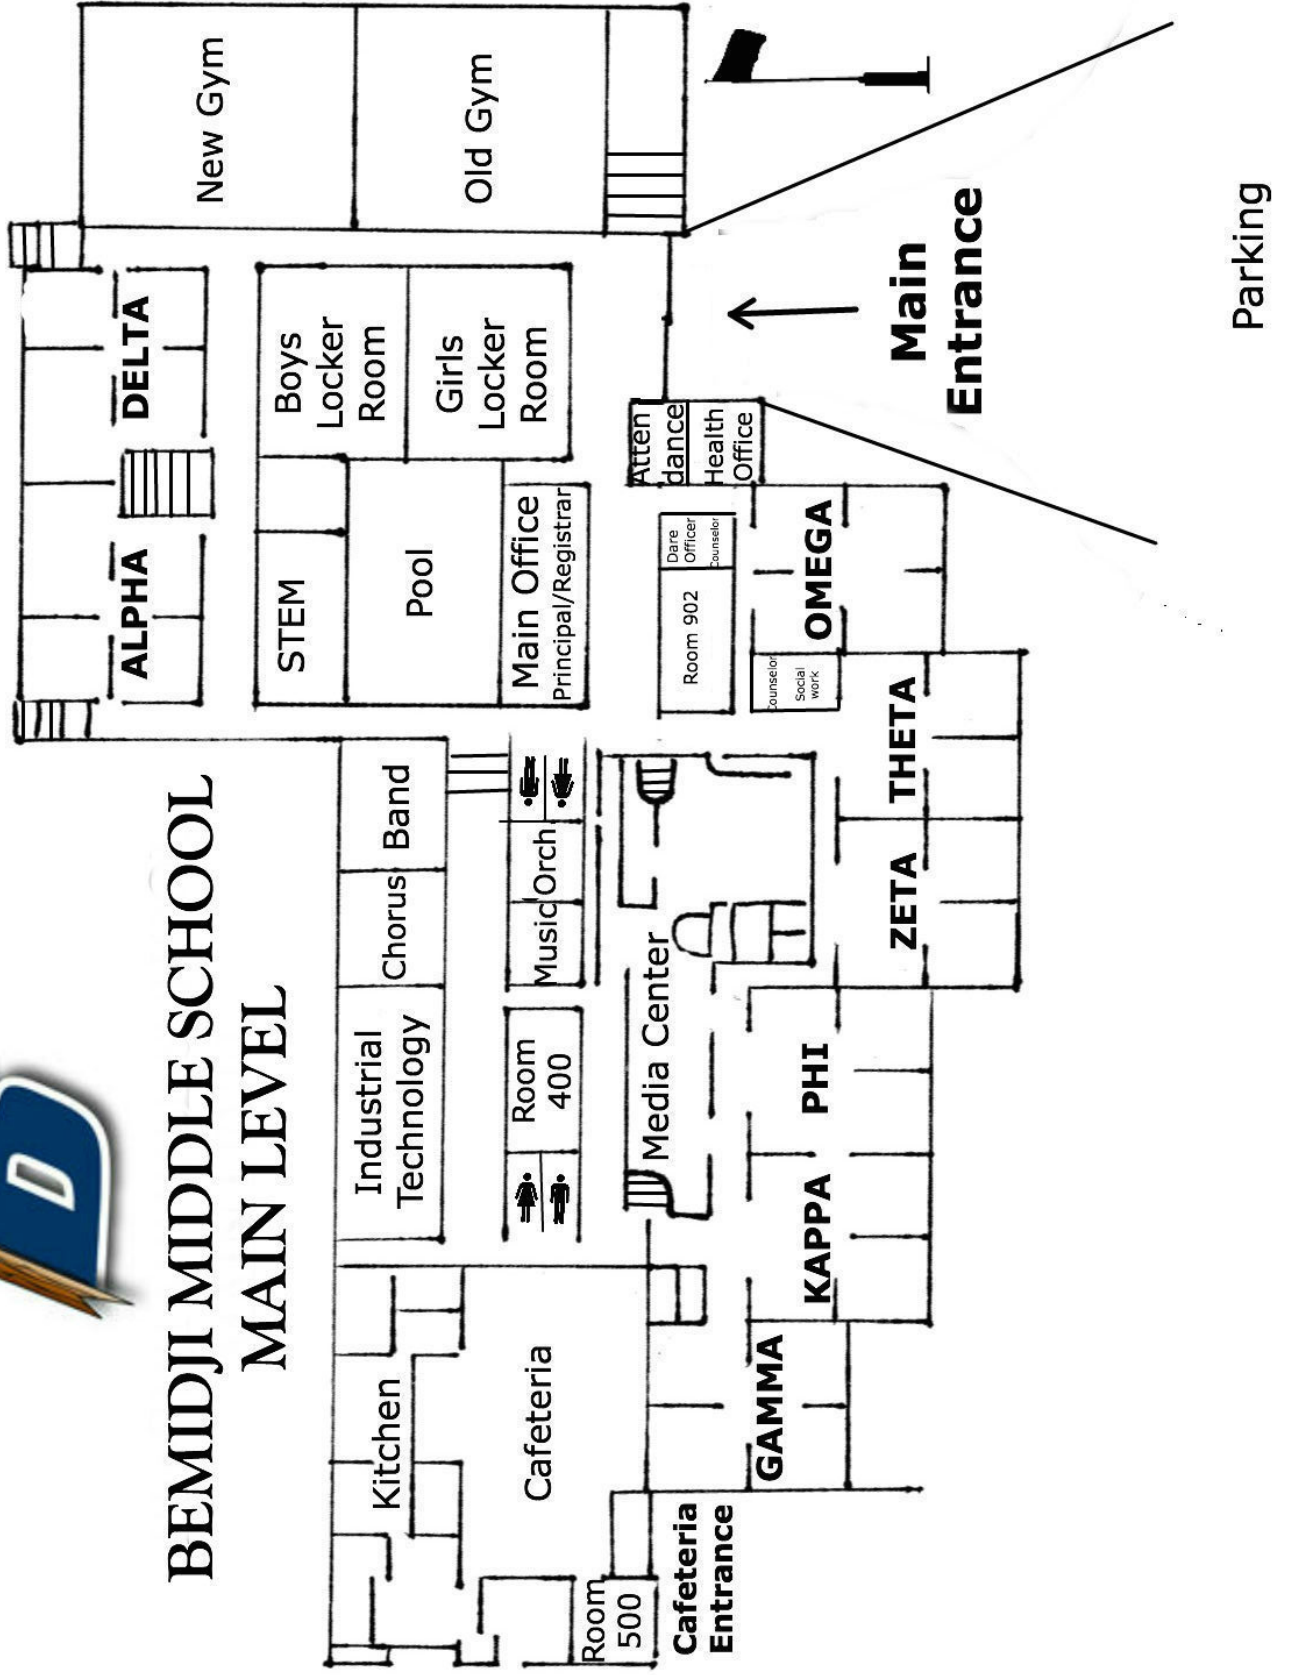 BEMIDJI MIDDLE SCHOOL
MAIN LEVEL
D
New Gym
Old Gym
DELTA
ALPHA
Boys
Locker
Room
Girls
Locker
Room
STEM
Pool
Main Office
Principal/Registrar
Atten
dance
Health
Office
Main
Entrance
Parking
Dare
Officer
Counselor
Room 902
OMEGA
Counselor
Social
work
THETA
ZETA
Band
Chorus
Industrial
Technology
Orch
Music
Room
400
Media Center
PHI
KAPPA
GAMMA
Kitchen
Cafeteria
Room
500
Cafeteria
Entrance